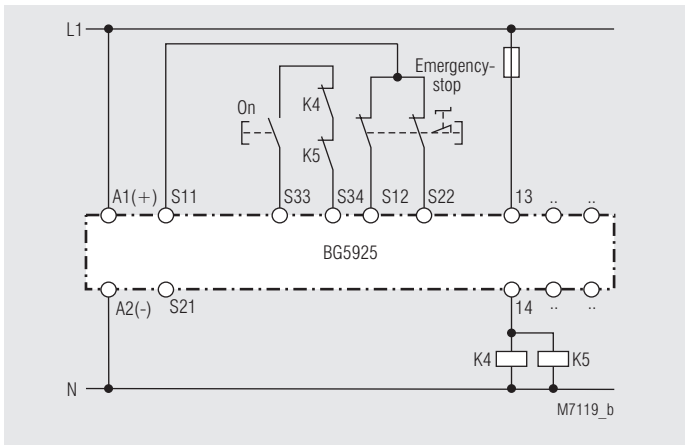 L1
Emergency-
stop
On
K4
K5
A1(+) S11 S33 S34 S12 S22 13 .. ..
BG5925
A2(-) S21 14 .. ..
K4 K5
N
M7119_b